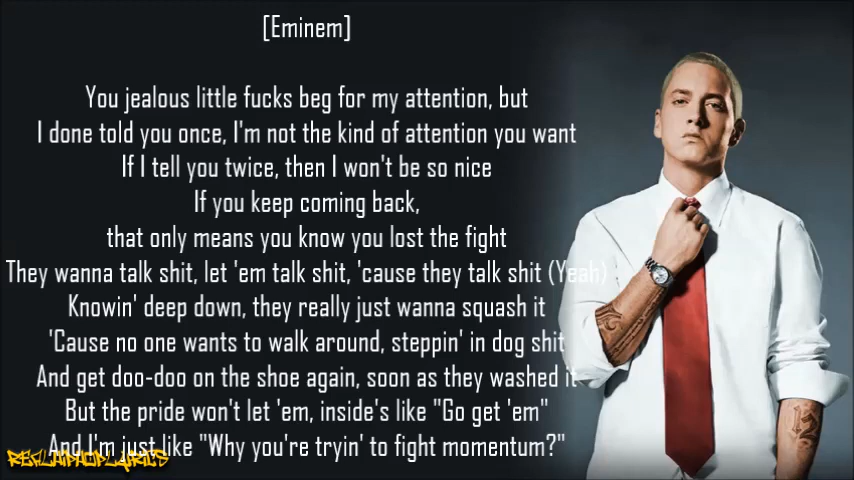 [Eminem]
You jealous little fucks beg for my attention, but
I done told you once, I'm not the kind of attention you want
If I tell you twice, then I won't be so nice
If you keep coming back,
that only means you know you lost the fight
They wanna talk shit, let 'em talk shit, 'cause they talk shit (Yeah)
Knowin' deep down, they really just wanna squash it
'Cause no one wants to walk around, steppin' in dog shit
And get doo-doo on the shoe again, soon as they washed it
But the pride won't let 'em, inside's like "Go get 'em"
And I'm just like "Why you're tryin' to fight momentum?"
REALHIPHOPLYRICS